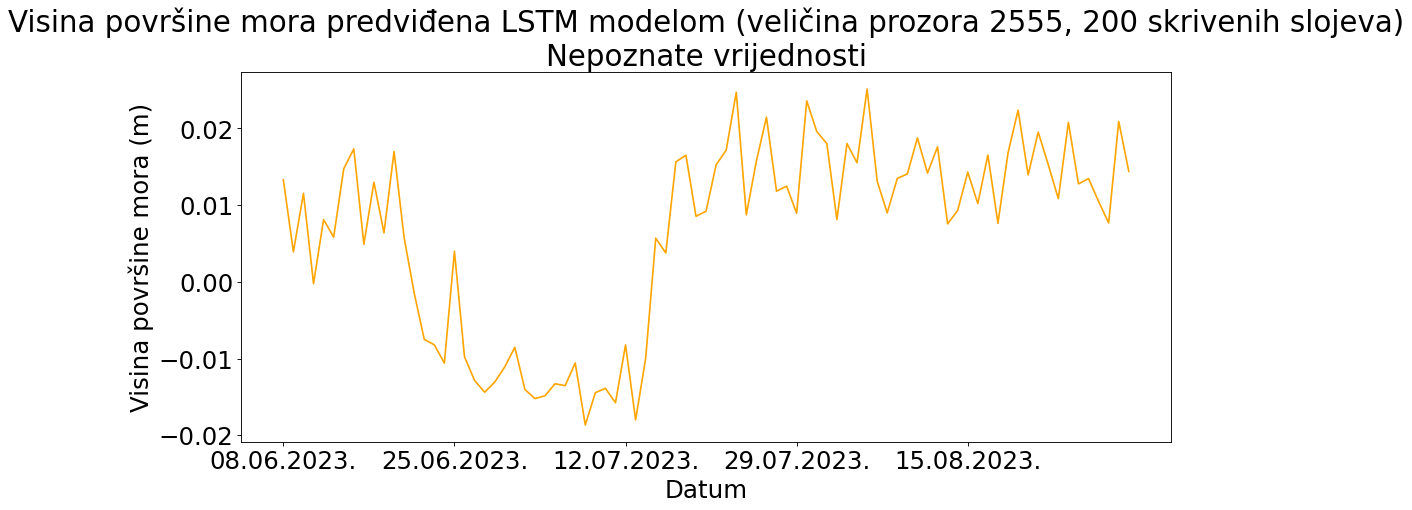 Visina površine mora predviđena LSTM modelom (veličina prozora 2555, 200 skrivenih slojeva)
Nepoznate vrijednosti
Visina površine mora (m)
0.02
0.01
0.00
−0.01
−0.02
08.06.2023. 25.06.2023. 12.07.2023. 29.07.2023. 15.08.2023.
Datum